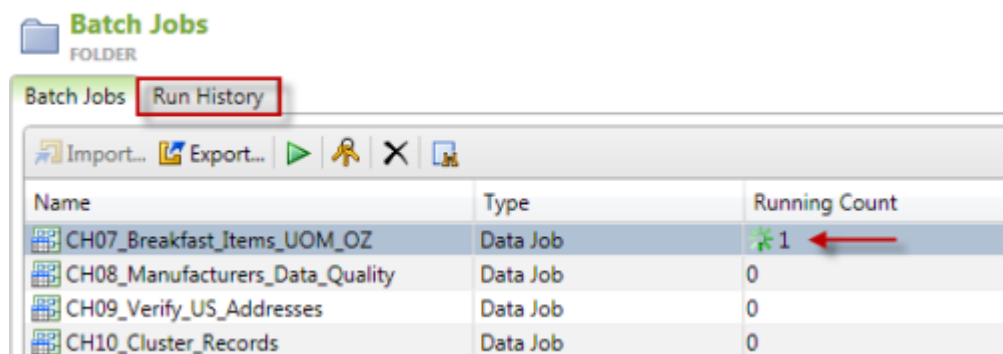 Batch Jobs
FOLDER
Batch Jobs Run History
Import... Export...
Name Type Running Count
CH07_Breakfast_Items_UOM_OZ Data Job 1
CH08_Manufacturers_Data_Quality Data Job 0
CH09_Verify_US_Addresses Data Job 0
CH10_Cluster_Records Data Job 0